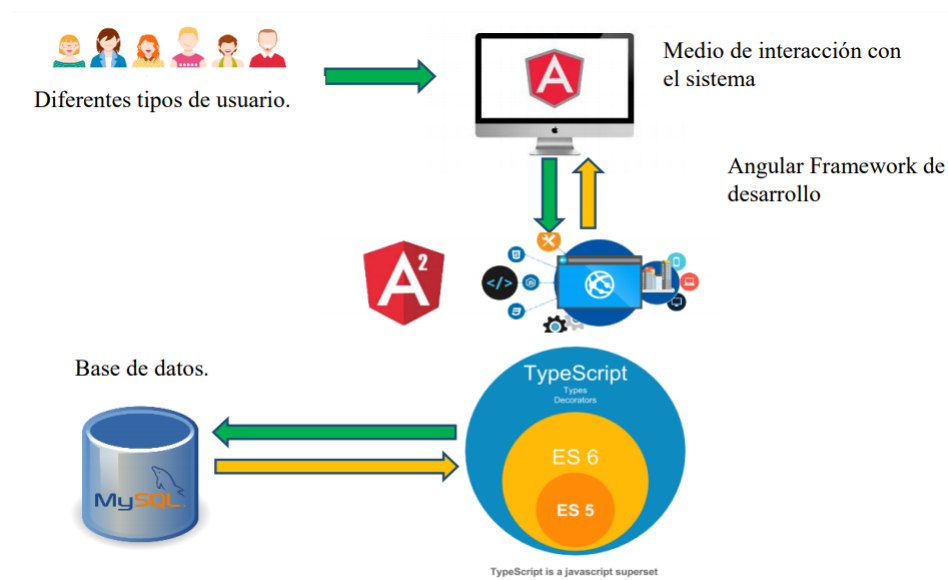 Diferentes tipos de usuario.
A
Medio de interacción con
el sistema
Angular Framework de
desarrollo
A2
</>
Base de datos.
MySQL
TypeScript
Types
Decorators
ES 6
ES 5
TypeScript is a javascript superset